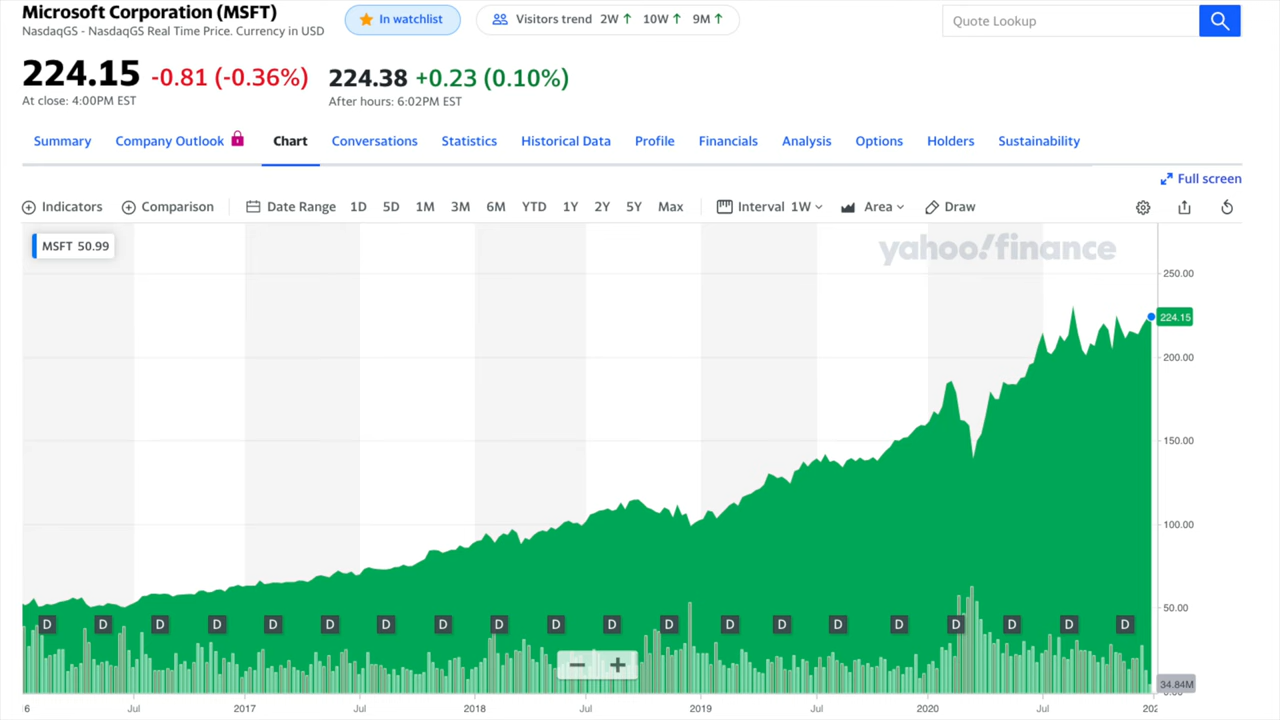 Microsoft Corporation (MSFT)
NasdaqGS - NasdaqGS Real Time Price. Currency in USD
In watchlist
Visitors trend 2W ↑ 10W ↑ 9M ↑
Quote Lookup
224.15 -0.81 (-0.36%)
At close: 4:00PM EST
224.38 +0.23 (0.10%)
After hours: 6:02PM EST
Summary Company Outlook Chart Conversations Statistics Historical Data Profile Financials Analysis Options Holders Sustainability
Full screen
Indicators Comparison Date Range 1D 5D 1M 3M 6M YTD 1Y 2Y 5Y Max Interval 1W Area Draw
MSFT 50.99
yahoo!finance
250.00
224.15
200.00
150.00
100.00
50.00
D D D D D D D D D D D D D D D D D D D D
34.84M
6 Jul 2017 Jul 2018 Jul 2019 Jul 2020 Jul 202